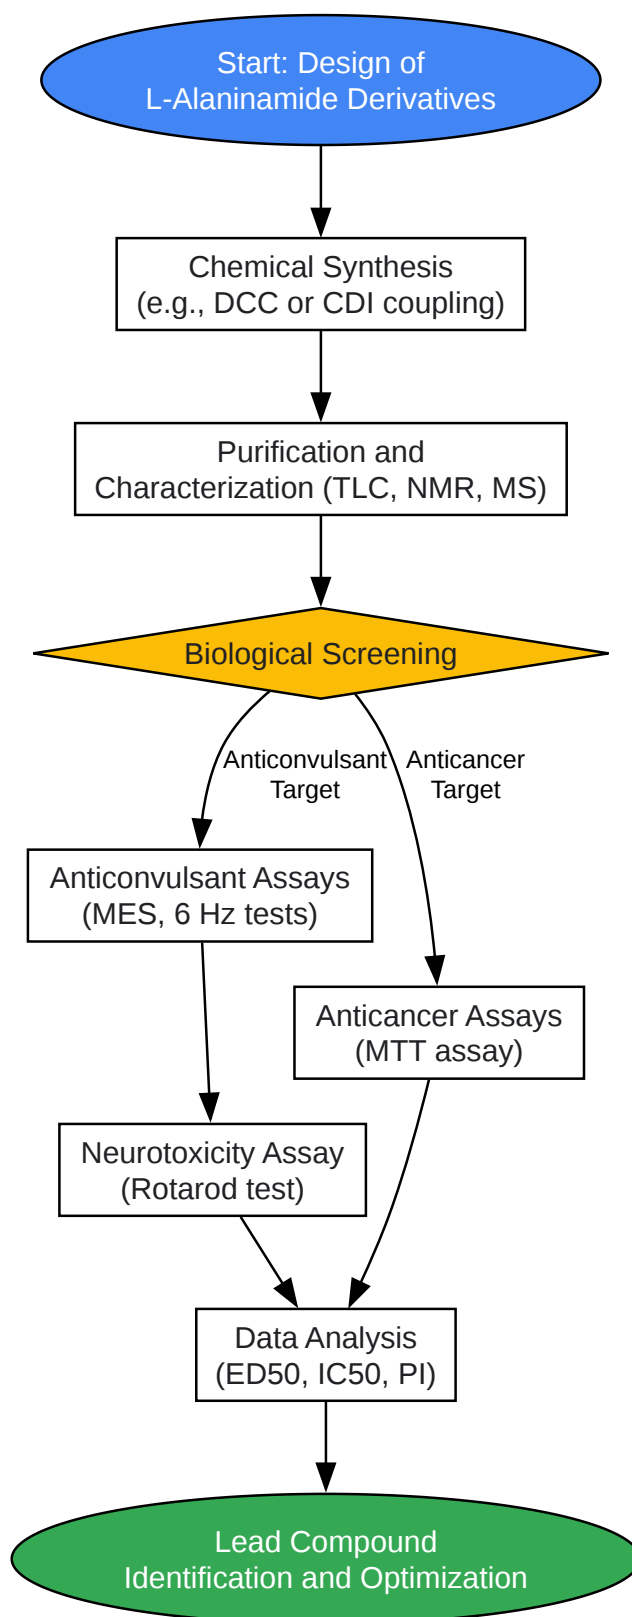 Start: Design of
L-Alaninamide Derivatives
Chemical Synthesis
(e.g., DCC or CDI coupling)
Purification and
Characterization (TLC, NMR, MS)
Biological Screening
Anticonvulsant
Target
Anticancer
Target
Anticonvulsant Assays
(MES, 6 Hz tests)
Anticancer Assays
(MTT assay)
Neurotoxicity Assay
(Rotarod test)
Data Analysis
(ED50, IC50, PI)
Lead Compound
Identification and Optimization